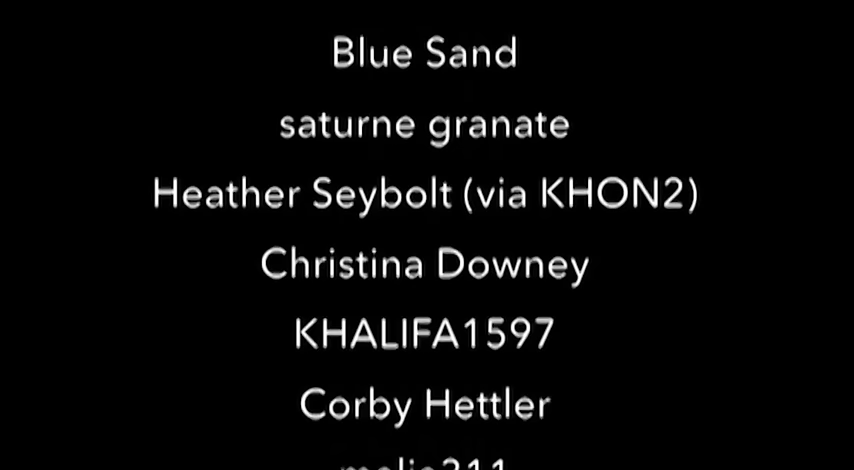 Blue Sand
saturne granate
Heather Seybolt (via KHON2)
Christina Downey
KHALIFA1597
Corby Hettler